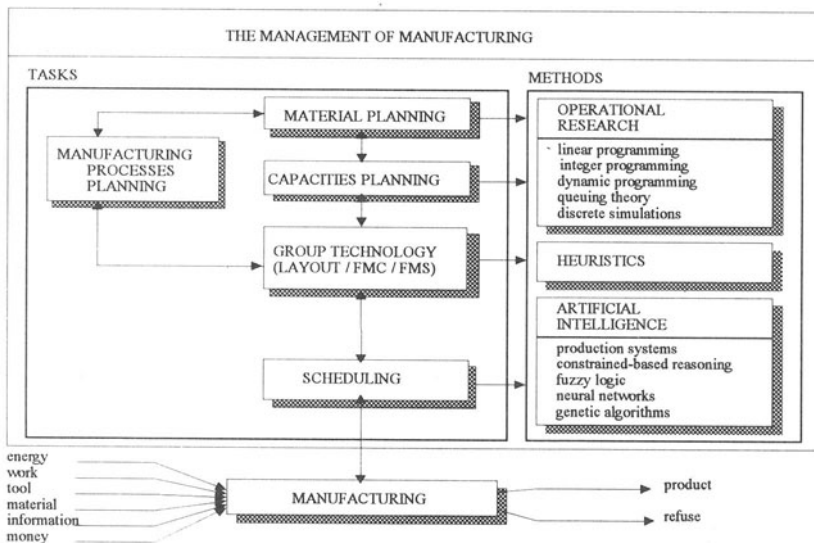 THE MANAGEMENT OF MANUFACTURING
TASKS
METHODS
MATERIAL PLANNING
MANUFACTURING
PROCESSES
PLANNING
CAPACITIES PLANNING
GROUP TECHNOLOGY
(LAYOUT / FMC / FMS)
SCHEDULING
OPERATIONAL
RESEARCH
linear programming
integer programming
dynamic programming
queuing theory
discrete simulations
HEURISTICS
ARTIFICIAL
INTELLIGENCE
production systems
constrained-based reasoning
fuzzy logic
neural networks
genetic algorithms
energy
work
tool
material
information
money
MANUFACTURING
product
refuse